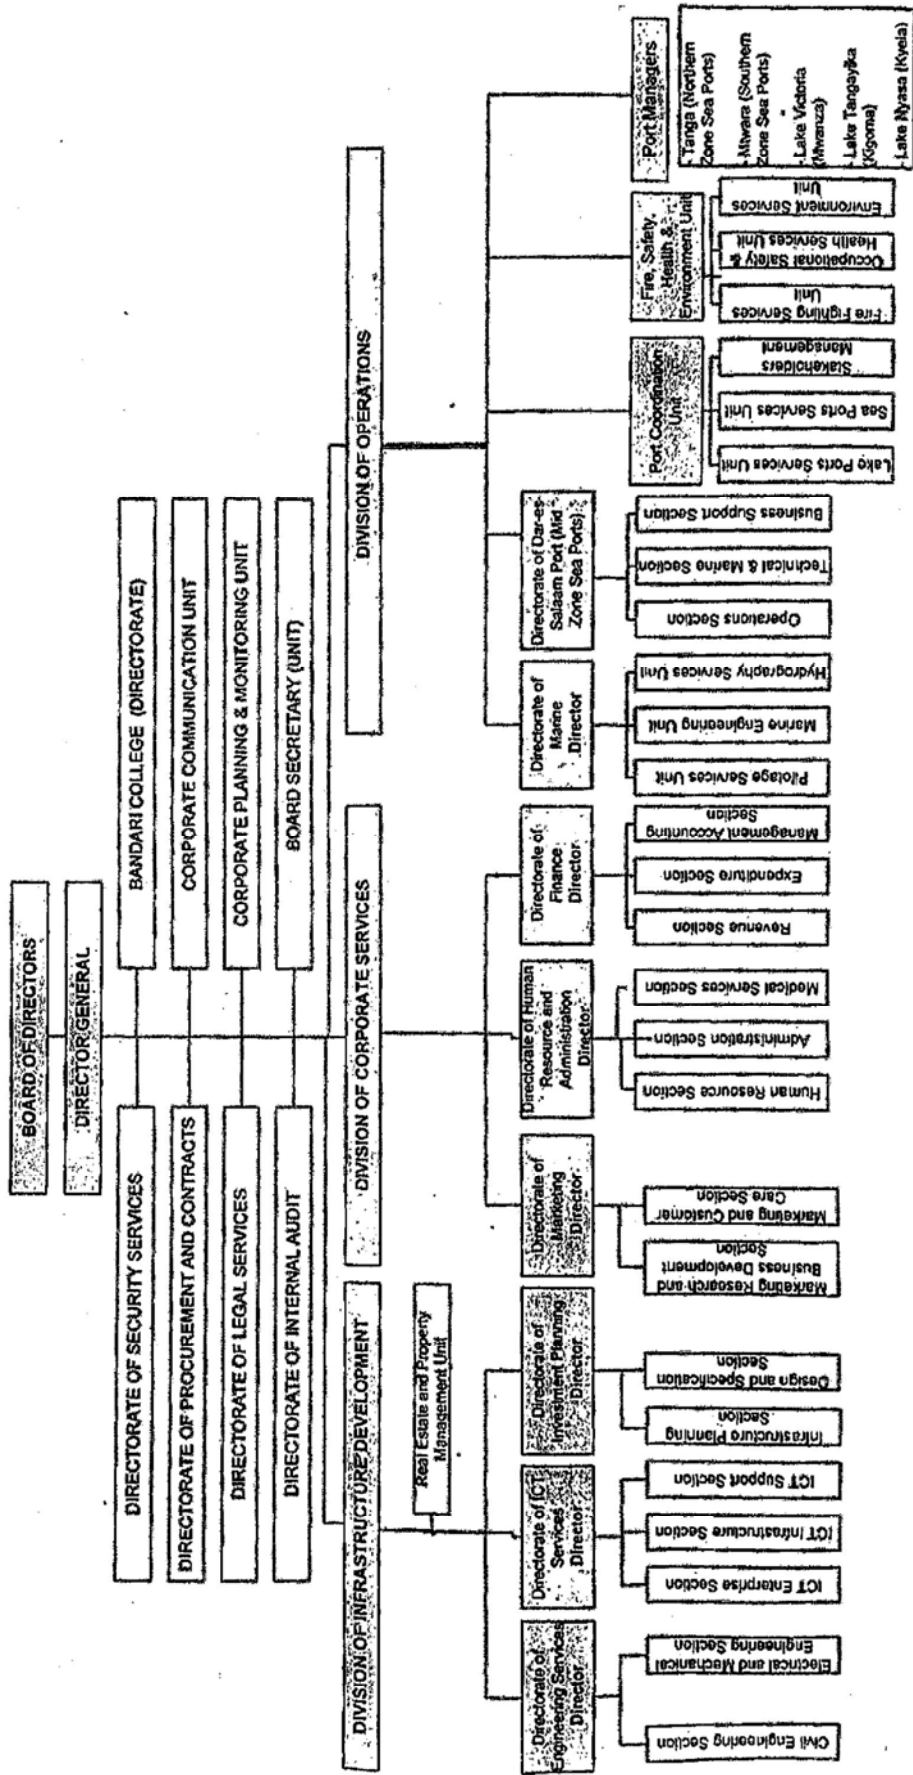 BOARD OF DIRECTORS
DIRECTOR GENERAL
DIRECTORATE OF SECURITY SERVICES
BANDARI COLLEGE (DIRECTORATE)
DIRECTORATE OF PROCUREMENT AND CONTRACTS
CORPORATE COMMUNICATION UNIT
DIRECTORATE OF LEGAL SERVICES
CORPORATE PLANNING & MONITORING UNIT
DIRECTORATE OF INTERNAL AUDIT
BOARD SECRETARY (UNIT)
DIVISION OF INFRASTRUCTURE DEVELOPMENT
DIVISION OF CORPORATE SERVICES
DIVISION OF OPERATIONS
Real Estate and Property
Management Unit
Directorate of
Engineering Services
Director
Directorate of ICT
Services
Director
Directorate of
Investment Planning
Director
Directorate of
Marketing
Director
Directorate of Human
Resource and
Administration
Director
Directorate of
Finance
Director
Directorate of
Marine
Director
Directorate of Dar-es-
Salaam Port (Mid
Zone Sea Ports)
Port Coordination
Unit
Fire, Safety,
Health &
Environment Unit
Port Managers
Civil Engineering Section
Electrical and Mechanical
Engineering Section
ICT Enterprise Section
ICT Infrastructure Section
ICT Support Section
Infrastructure Planning
Section
Design and Specification
Section
Marketing Research and
Business Development
Section
Marketing and Customer
Care Section
Human Resource Section
Administration Section
Medical Services Section
Revenue Section
Expenditure Section
Management Accounting
Section
Pilotage Services Unit
Marine Engineering Unit
Hydrography Services Unit
Operations Section
Technical & Marine Section
Business Support Section
Lake Ports Services Unit
Sea Ports Services Unit
Stakeholders
Management
Fire Fighting Services
Unit
Occupational Safety &
Health Services Unit
Environment Services
Unit
- Tanga (Northern
Zone Sea Ports)
- Mtwara (Southern
Zone Sea Ports)
- Lake Victoria
(Mwanza)
- Lake Tangayika
(Kigoma)
- Lake Nyasa (Kyela)